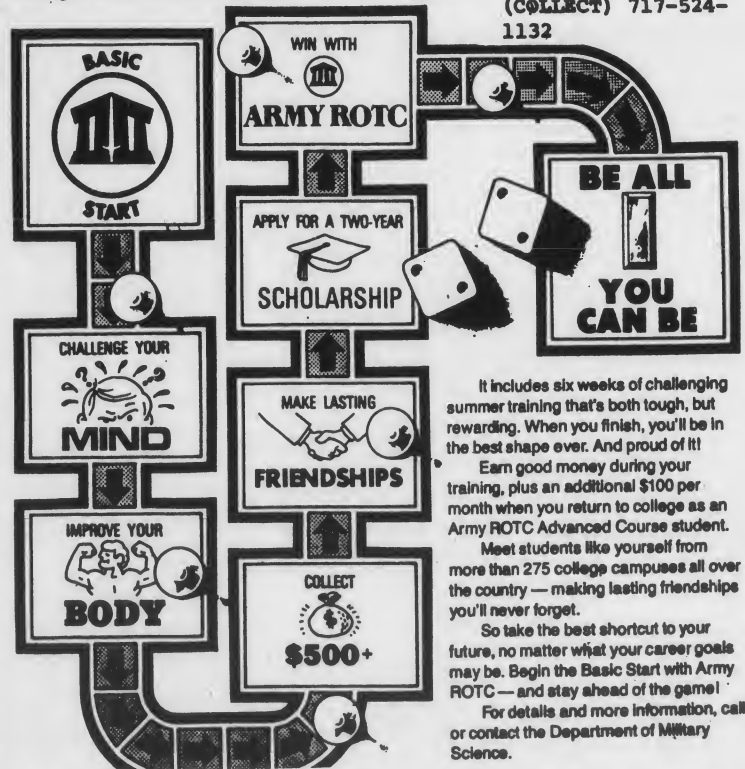 (COLLECT) 717-524-
1132
BASIC
START
CHALLENGE YOUR
MIND
IMPROVE YOUR
BODY
COLLECT
$500+
MAKE LASTING
FRIENDSHIPS
APPLY FOR A TWO-YEAR
SCHOLARSHIP
WIN WITH
ARMY ROTC
BE ALL
YOU
CAN BE
It includes six weeks of challenging
summer training that's both tough, but
rewarding. When you finish, you'll be in
the best shape ever. And proud of it!
Earn good money during your
training, plus an additional $100 per
month when you return to college as an
Army ROTC Advanced Course student.
Meet students like yourself from
more than 275 college campuses all over
the country — making lasting friendships
you'll never forget.
So take the best shortcut to your
future, no matter what your career goals
may be. Begin the Basic Start with Army
ROTC — and stay ahead of the game!
For details and more information, call
or contact the Department of Military
Science.